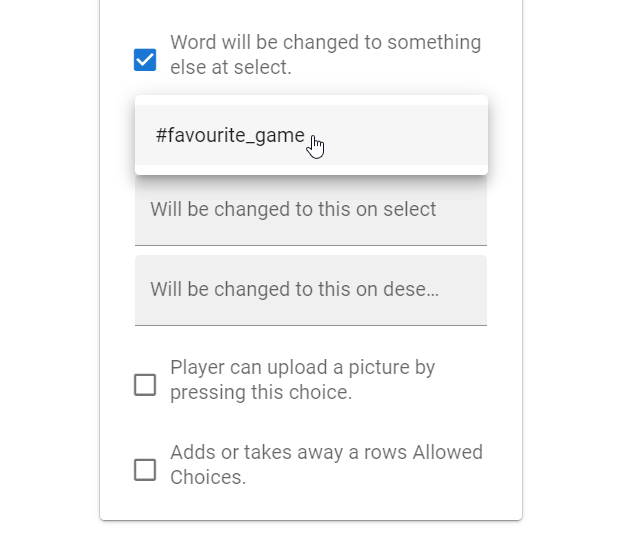 Word will be changed to something
else at select.
#favourite_game
Will be changed to this on select
Will be changed to this on dese…
Player can upload a picture by
pressing this choice.
Adds or takes away a rows Allowed
Choices.